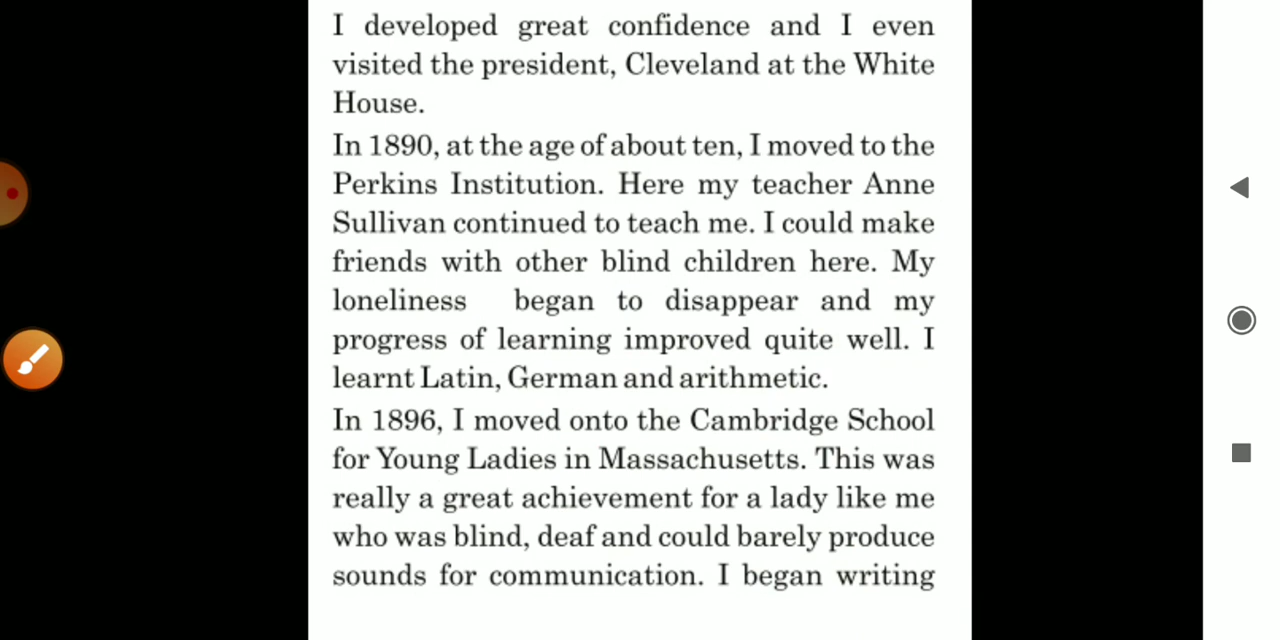 I developed great confidence and I even
visited the president, Cleveland at the White
House.
In 1890, at the age of about ten, I moved to the
Perkins Institution. Here my teacher Anne
Sullivan continued to teach me. I could make
friends with other blind children here. My
loneliness began to disappear and my
progress of learning improved quite well. I
learnt Latin, German and arithmetic.
In 1896, I moved onto the Cambridge School
for Young Ladies in Massachusetts. This was
really a great achievement for a lady like me
who was blind, deaf and could barely produce
sounds for communication. I began writing